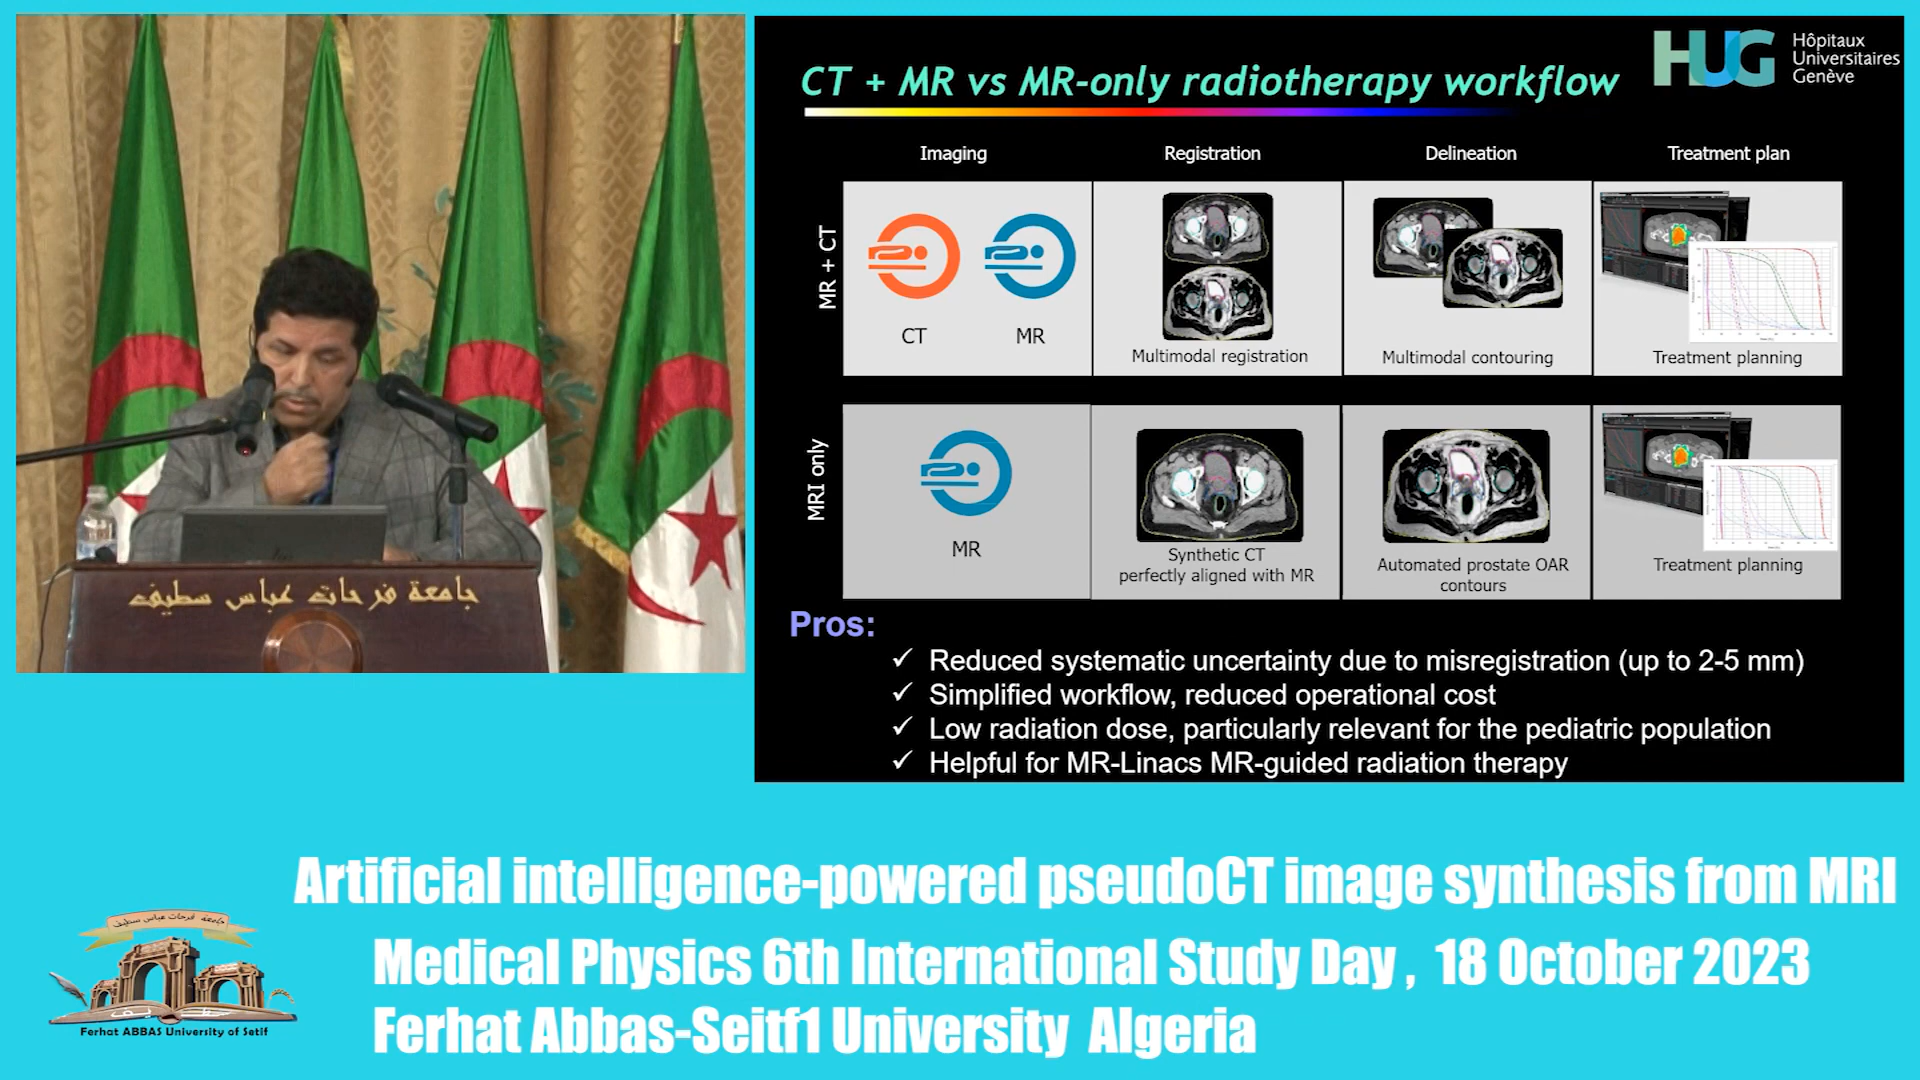 جامعة فرحات عباس سطيف
CT + MR vs MR-only radiotherapy workflow
HUG
Hôpitaux
Universitaires
Genève
Imaging
Registration
Delineation
Treatment plan
MR + CT
CT
MR
Multimodal registration
Multimodal contouring
Treatment planning
MRI only
MR
Synthetic CT
perfectly aligned with MR
Automated prostate OAR
contours
Treatment planning
Pros:
✓ Reduced systematic uncertainty due to misregistration (up to 2-5 mm)
✓ Simplified workflow, reduced operational cost
✓ Low radiation dose, particularly relevant for the pediatric population
✓ Helpful for MR-Linacs MR-guided radiation therapy
Artificial intelligence-powered pseudoCT image synthesis from MRI
Medical Physics 6th International Study Day , 18 October 2023
Ferhat Abbas-Seitf1 University Algeria
جامعة فرحات عباس سطيف
Ferhat ABBAS University of Setif